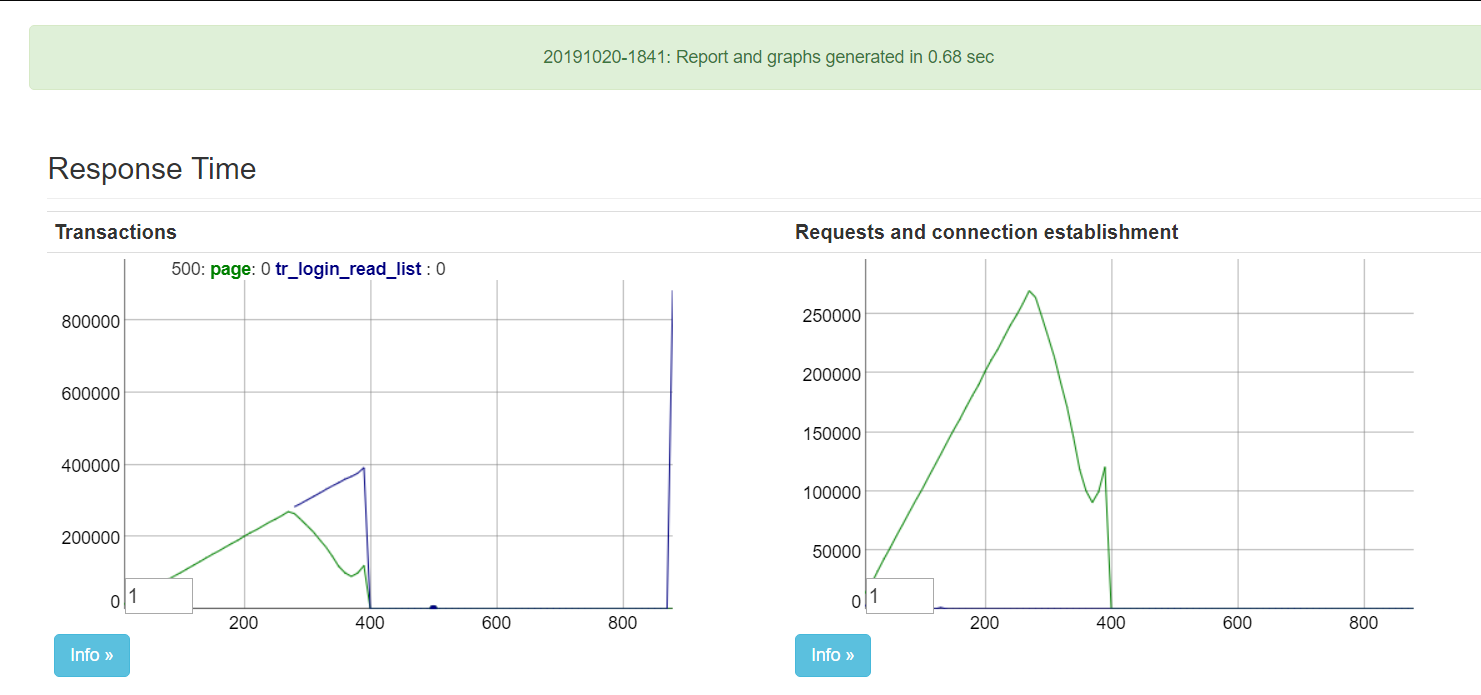 20191020-1841: Report and graphs generated in 0.68 sec
Response Time
Transactions
500: page: 0 tr_login_read_list : 0
800000
600000
400000
200000
0
1
200 400 600 800
Info »
Requests and connection establishment
250000
200000
150000
100000
50000
0
1
200 400 600 800
Info »